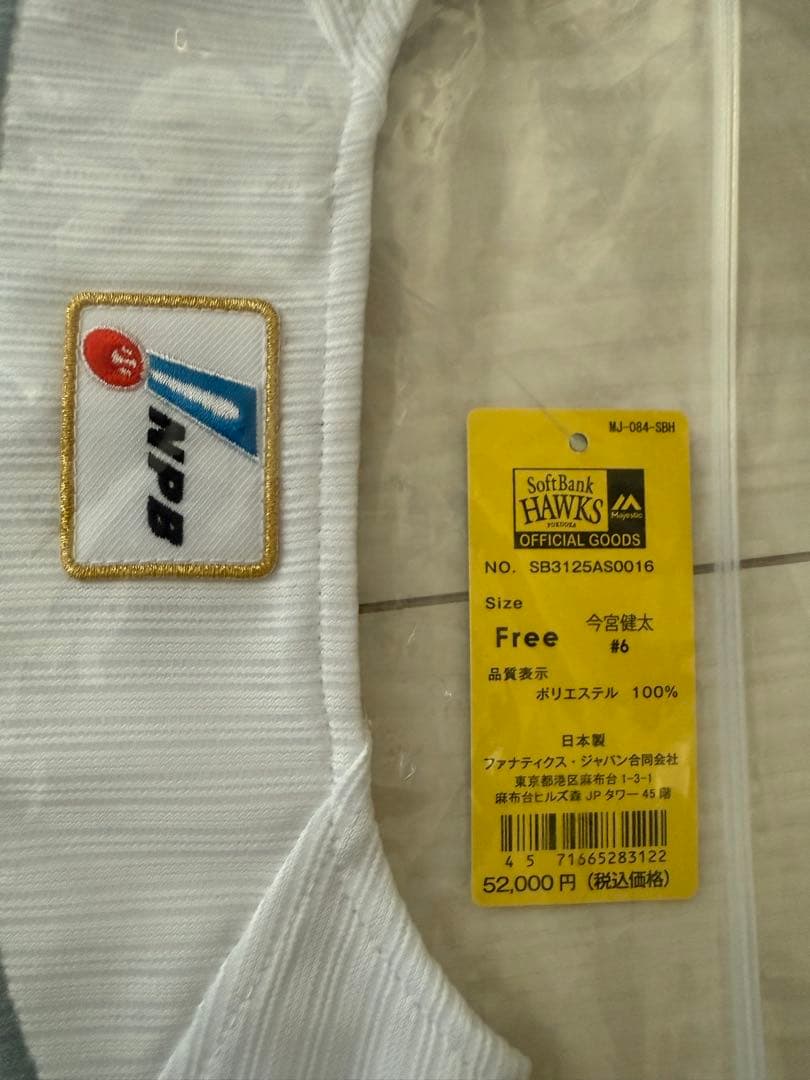 NPB
MJ-084-SBH
SoftBank
HAWKS
FUKUOKA
Majestic
OFFICIAL GOODS
NO. SB3125AS0016
Size
Free
今宮健太
#6
品質表示
ポリエステル 100%
日本製
ファナティクス・ジャパン合同会社
東京都港区麻布台1-3-1
麻布台ヒルズ森 JP タワー 45 階
4 5 71665283122
52,000円(税込価格)